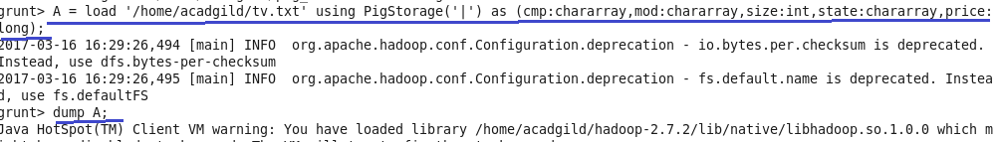 grunt> A = load '/home/acadgild/tv.txt' using PigStorage('|') as (cmp:chararray,mod:chararray,size:int,state:chararray,price:
long);
2017-03-16 16:29:26,494 [main] INFO  org.apache.hadoop.conf.Configuration.deprecation - io.bytes.per.checksum is deprecated.
Instead, use dfs.bytes-per-checksum
2017-03-16 16:29:26,495 [main] INFO  org.apache.hadoop.conf.Configuration.deprecation - fs.default.name is deprecated. Instea
d, use fs.defaultFS
grunt> dump A;
Java HotSpot(TM) Client VM warning: You have loaded library /home/acadgild/hadoop-2.7.2/lib/native/libhadoop.so.1.0.0 which m